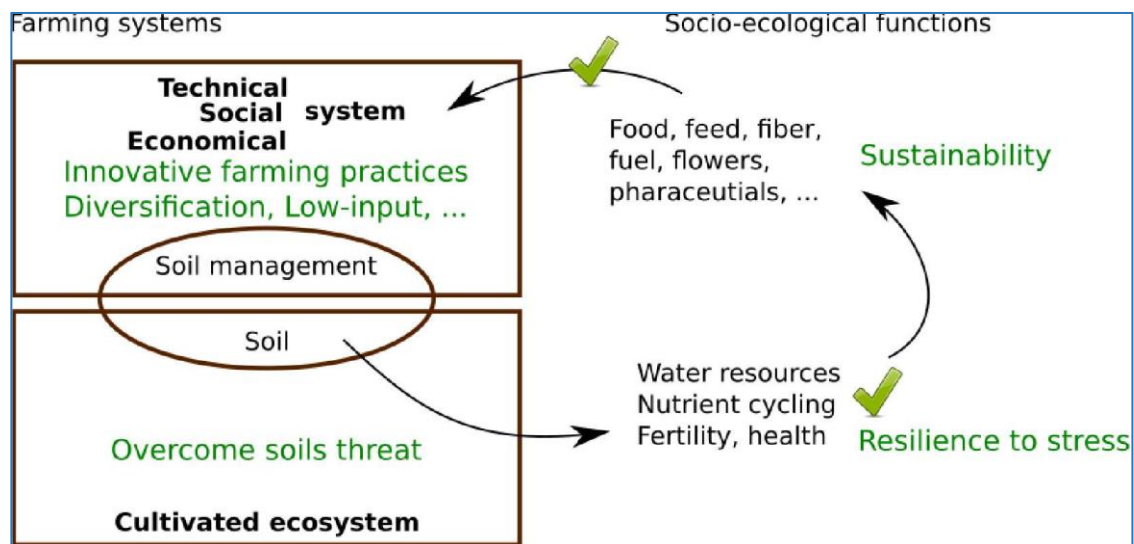 Farming systems
Socio-ecological functions
Technical
Social system
Economical
Innovative farming practices
Diversification, Low-input, ...
Soil management
Soil
Overcome soils threat
Cultivated ecosystem
Food, feed, fiber,
fuel, flowers,
pharaceutials, ...
Sustainability
Water resources
Nutrient cycling
Fertility, health
Resilience to stress